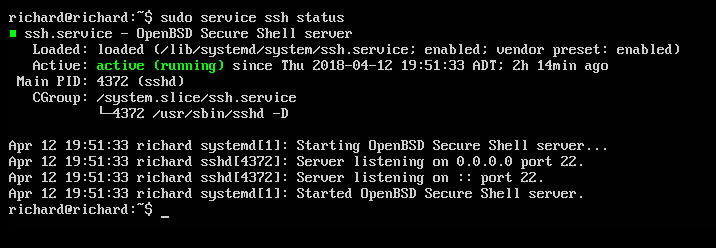 richard@richard:~$ sudo service ssh status
ssh.service - OpenBSD Secure Shell server
Loaded: loaded (/lib/systemd/system/ssh.service; enabled; vendor preset: enabled)
Active: active (running) since Thu 2018-04-12 19:51:33 ADT; 2h 14min ago
Main PID: 4372 (sshd)
CGroup: /system.slice/ssh.service
└─4372 /usr/sbin/sshd -D
Apr 12 19:51:33 richard systemd[1]: Starting OpenBSD Secure Shell server...
Apr 12 19:51:33 richard sshd[4372]: Server listening on 0.0.0.0 port 22.
Apr 12 19:51:33 richard sshd[4372]: Server listening on :: port 22.
Apr 12 19:51:33 richard systemd[1]: Started OpenBSD Secure Shell server.
richard@richard:~$ _